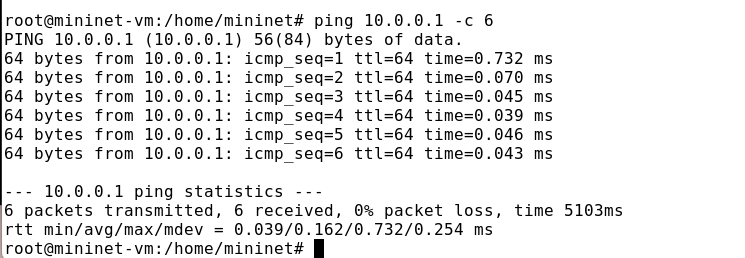 root@mininet-vm:/home/mininet# ping 10.0.0.1 -c 6
PING 10.0.0.1 (10.0.0.1) 56(84) bytes of data.
64 bytes from 10.0.0.1: icmp_seq=1 ttl=64 time=0.732 ms
64 bytes from 10.0.0.1: icmp_seq=2 ttl=64 time=0.070 ms
64 bytes from 10.0.0.1: icmp_seq=3 ttl=64 time=0.045 ms
64 bytes from 10.0.0.1: icmp_seq=4 ttl=64 time=0.039 ms
64 bytes from 10.0.0.1: icmp_seq=5 ttl=64 time=0.046 ms
64 bytes from 10.0.0.1: icmp_seq=6 ttl=64 time=0.043 ms

--- 10.0.0.1 ping statistics ---
6 packets transmitted, 6 received, 0% packet loss, time 5103ms
rtt min/avg/max/mdev = 0.039/0.162/0.732/0.254 ms
root@mininet-vm:/home/mininet#